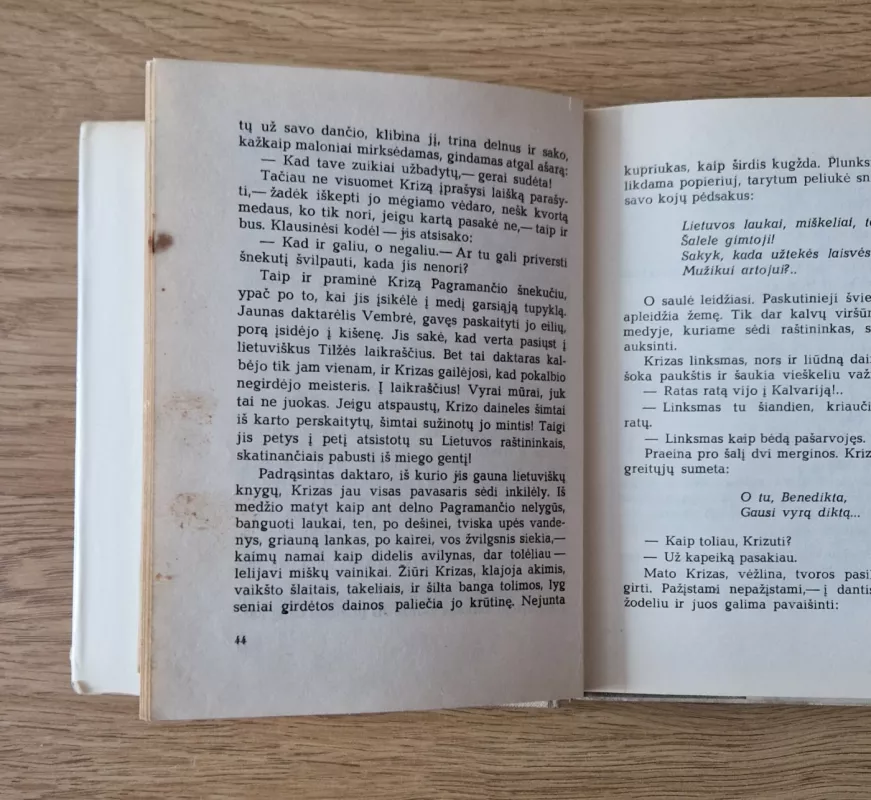 tų už savo dančio, klibina jį, trina delnus ir sako,
kažkaip maloniai mirksėdamas, gindamas atgal ašarą:
— Kad tave zuikiai užbadytų,— gerai sudėta!
Tačiau ne visuomet Krizą įprašysi laišką parašy-
ti,— žadėk iškepti jo mėgiamo vėdaro, nešk kvortą
medaus, ko tik nori, jeigu kartą pasakė ne,— taip ir
bus. Klausinėsi kodėl — jis atsisako:
— Kad ir galiu, o negaliu.— Ar tu gali priversti
šnekutį švilpauti, kada jis nenori?
Taip ir praminė Krizą Pagramančio šnekučiu,
ypač po to, kai jis įsikėlė į medį garsiąją tupyklą.
Jaunas daktarėlis Vembrė, gavęs paskaityti jo eilių,
porą įsidėjo į kišenę. Jis sakė, kad verta pasiųst į
lietuviškus Tilžės laikraščius. Bet tai daktaras kal-
bėjo tik jam vienam, ir Krizas gailėjosi, kad pokalbio
negirdėjo meisteris. Į laikraščius! Vyrai mūrai, juk
tai ne juokas. Jeigu atspaustų, Krizo daineles šimtai
iš karto perskaitytų, šimtai sužinotų jo mintis! Taigi
jis petys į petį atsistotų su Lietuvos raštininkais,
skatinančiais pabusti iš miego gentį!
Padrąsintas daktaro, iš kurio jis gauna lietuviškų
knygų, Krizas jau visas pavasaris sėdi inkilėly. Iš
medžio matyt kaip ant delno Pagramančio nelygūs,
banguoti laukai, ten, po dešinei, tviska upės vande-
nys, griauną lankas, po kairei, vos žvilgsnis siekia,—
kaimų namai kaip didelis avilynas, dar tolėliau —
lelijavi miškų vainikai. Žiūri Krizas, klajoja akimis,
vaikšto šlaitais, takeliais, ir šilta banga tolimos, lyg
seniai girdėtos dainos paliečia jo krūtinę. Nejunta
44
kupriukas, kaip širdis kugžda. Plunks
likdama popieriuj, tarytum peliukė sn
savo kojų pėdsakus:
Lietuvos laukai, miškeliai, t
Šalele gimtoji!
Sakyk, kada užtekės laisvės
Mužikui artojui?..
O saulė leidžiasi. Paskutinieji švie
apleidžia žemę. Tik dar kalvų viršūn
medyje, kuriame sėdi raštininkas, s
auksinti.
Krizas linksmas, nors ir liūdną dai
šoka paukštis ir šaukia vieškeliu važ
— Ratas ratą vijo į Kalvariją!..
— Linksmas tu šiandien, kriauči
ratų.
— Linksmas kaip bėdą pašarvojęs.
Praeina pro šalį dvi merginos. Kriz
greitųjų sumeta:
O tu, Benedikta,
Gausi vyrą diktą...
— Kaip toliau, Krizuti?
— Už kapeiką pasakiau.
Mato Krizas, vėžlina, tvoros pasi
girti. Pažįstami nepažįstami,— į dantis
žodeliu ir juos galima pavaišinti: